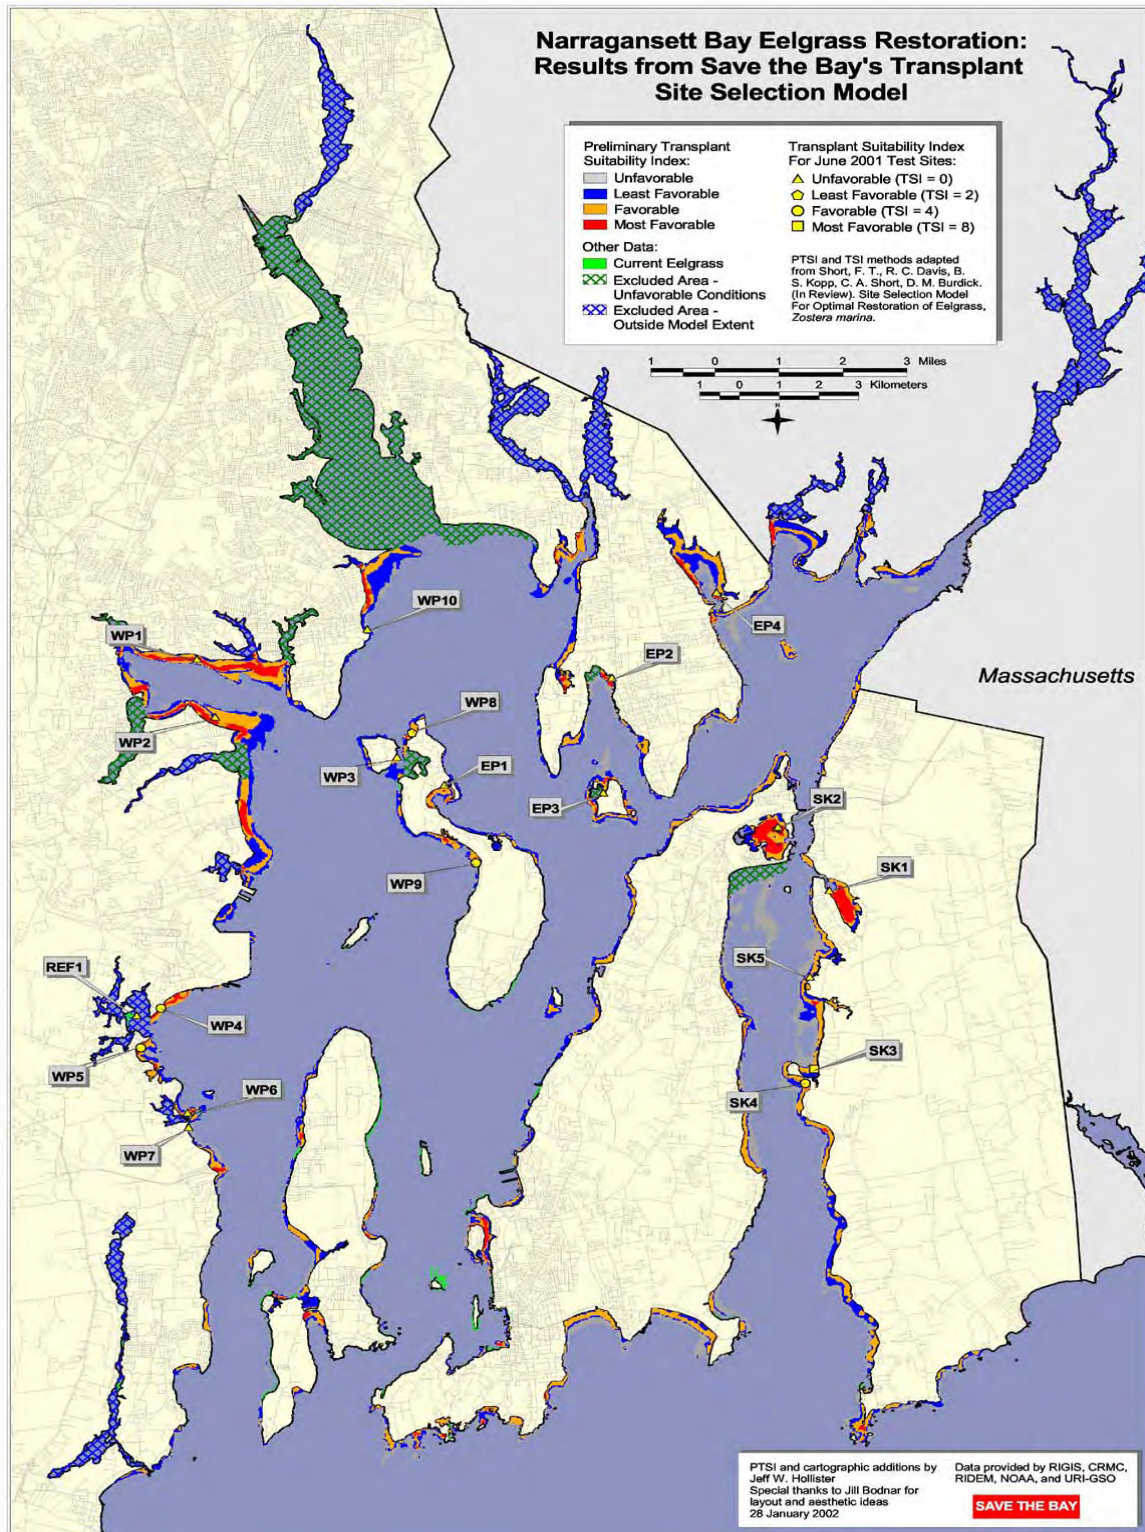 Narragansett Bay Eelgrass Restoration:
Results from Save the Bay's Transplant
Site Selection Model
Preliminary Transplant
Suitability Index:
Unfavorable
Least Favorable
Favorable
Most Favorable
Other Data:
Current Eelgrass
Excluded Area -
Unfavorable Conditions
Excluded Area -
Outside Model Extent
Transplant Suitability Index
For June 2001 Test Sites:
Unfavorable (TSI = 0)
Least Favorable (TSI = 2)
Favorable (TSI = 4)
Most Favorable (TSI = 8)
PTSI and TSI methods adapted
from Short, F. T., R. C. Davis, B.
S. Kopp, C. A. Short, D. M. Burdick.
(In Review). Site Selection Model
For Optimal Restoration of Eelgrass,
Zostera marina.
1 0 1 2 3 Miles
1 0 1 2 3 Kilometers
N
WP10
WP1
EP4
EP2
Massachusetts
WP8
WP2
WP3
EP1
EP3
SK2
SK1
WP9
SK5
REF1
WP4
SK3
WP5
WP6
SK4
WP7
PTSI and cartographic additions by
Jeff W. Hollister
Special thanks to Jill Bodnar for
layout and aesthetic ideas
28 January 2002
Data provided by RIGIS, CRMC,
RIDEM, NOAA, and URI-GSO
SAVE THE BAY